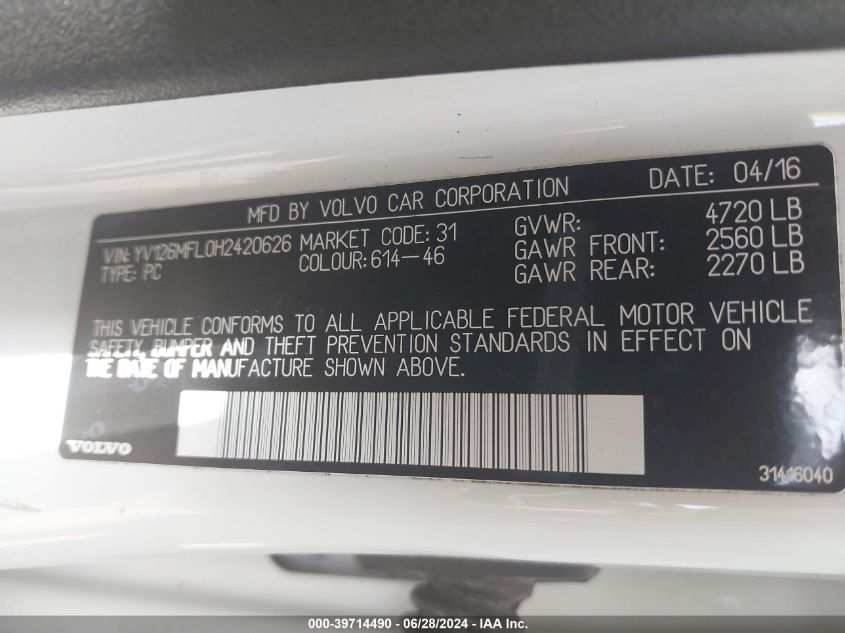 MFD BY VOLVO CAR CORPORATION DATE: 04/16
VIN: YV126MFL0H2420626 MARKET CODE: 31 GVWR: 4720 LB
TYPE: PC COLOUR: 614-46 GAWR FRONT: 2560 LB
GAWR REAR: 2270 LB
THIS VEHICLE CONFORMS TO ALL APPLICABLE FEDERAL MOTOR VEHICLE
SAFETY, BUMPER AND THEFT PREVENTION STANDARDS IN EFFECT ON
THE DATE OF MANUFACTURE SHOWN ABOVE.
VOLVO
31416040
000-39714490 - 06/28/2024 - IAA Inc.